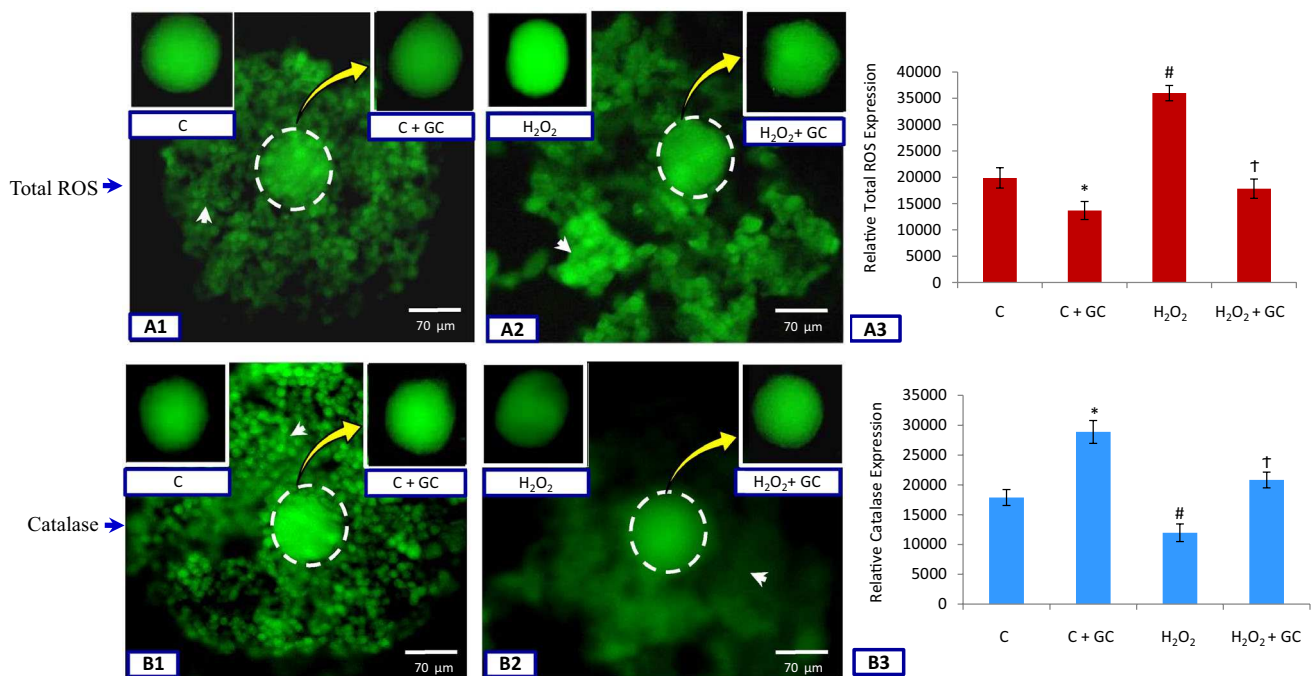 Total ROS
C
C + GC
70 µm
A1
H₂O₂
H₂O₂+ GC
70 µm
A2
Relative Total ROS Expression
40000
35000
30000
25000
20000
15000
10000
5000
0
*
#
†
C
C + GC
H₂O₂
H₂O₂ + GC
A3
Catalase
C
C + GC
70 µm
B1
H₂O₂
H₂O₂+ GC
70 µm
B2
Relative Catalase Expression
35000
30000
25000
20000
15000
10000
5000
0
*
#
†
C
C + GC
H₂O₂
H₂O₂ + GC
B3